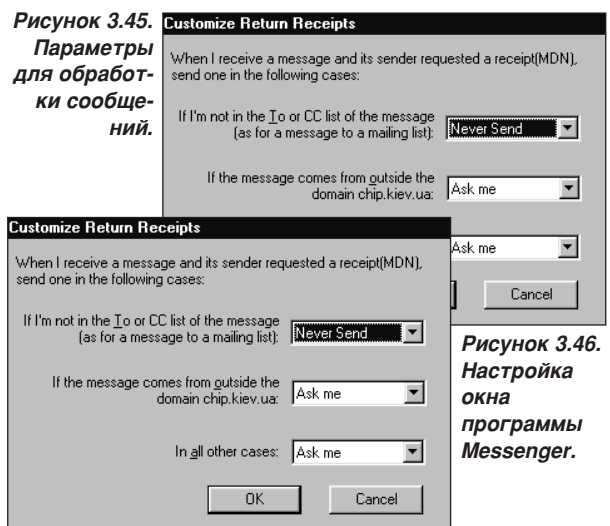 Рисунок 3.45.
Параметры
для обработ-
ки сообще-
ний.
Customize Return Receipts
When I receive a message and its sender requested a receipt(MDN),
send one in the following cases:
If I'm not in the To or CC list of the message
(as for a message to a mailing list):
Never Send
If the message comes from outside the
domain chip.kiev.ua:
Ask me
Ask me
Cancel
Customize Return Receipts
When I receive a message and its sender requested a receipt(MDN),
send one in the following cases:
If I'm not in the To or CC list of the message
(as for a message to a mailing list):
Never Send
If the message comes from outside the
domain chip.kiev.ua:
Ask me
In all other cases:
Ask me
OK
Cancel
Рисунок 3.46.
Настройка
окна
программы
Messenger.